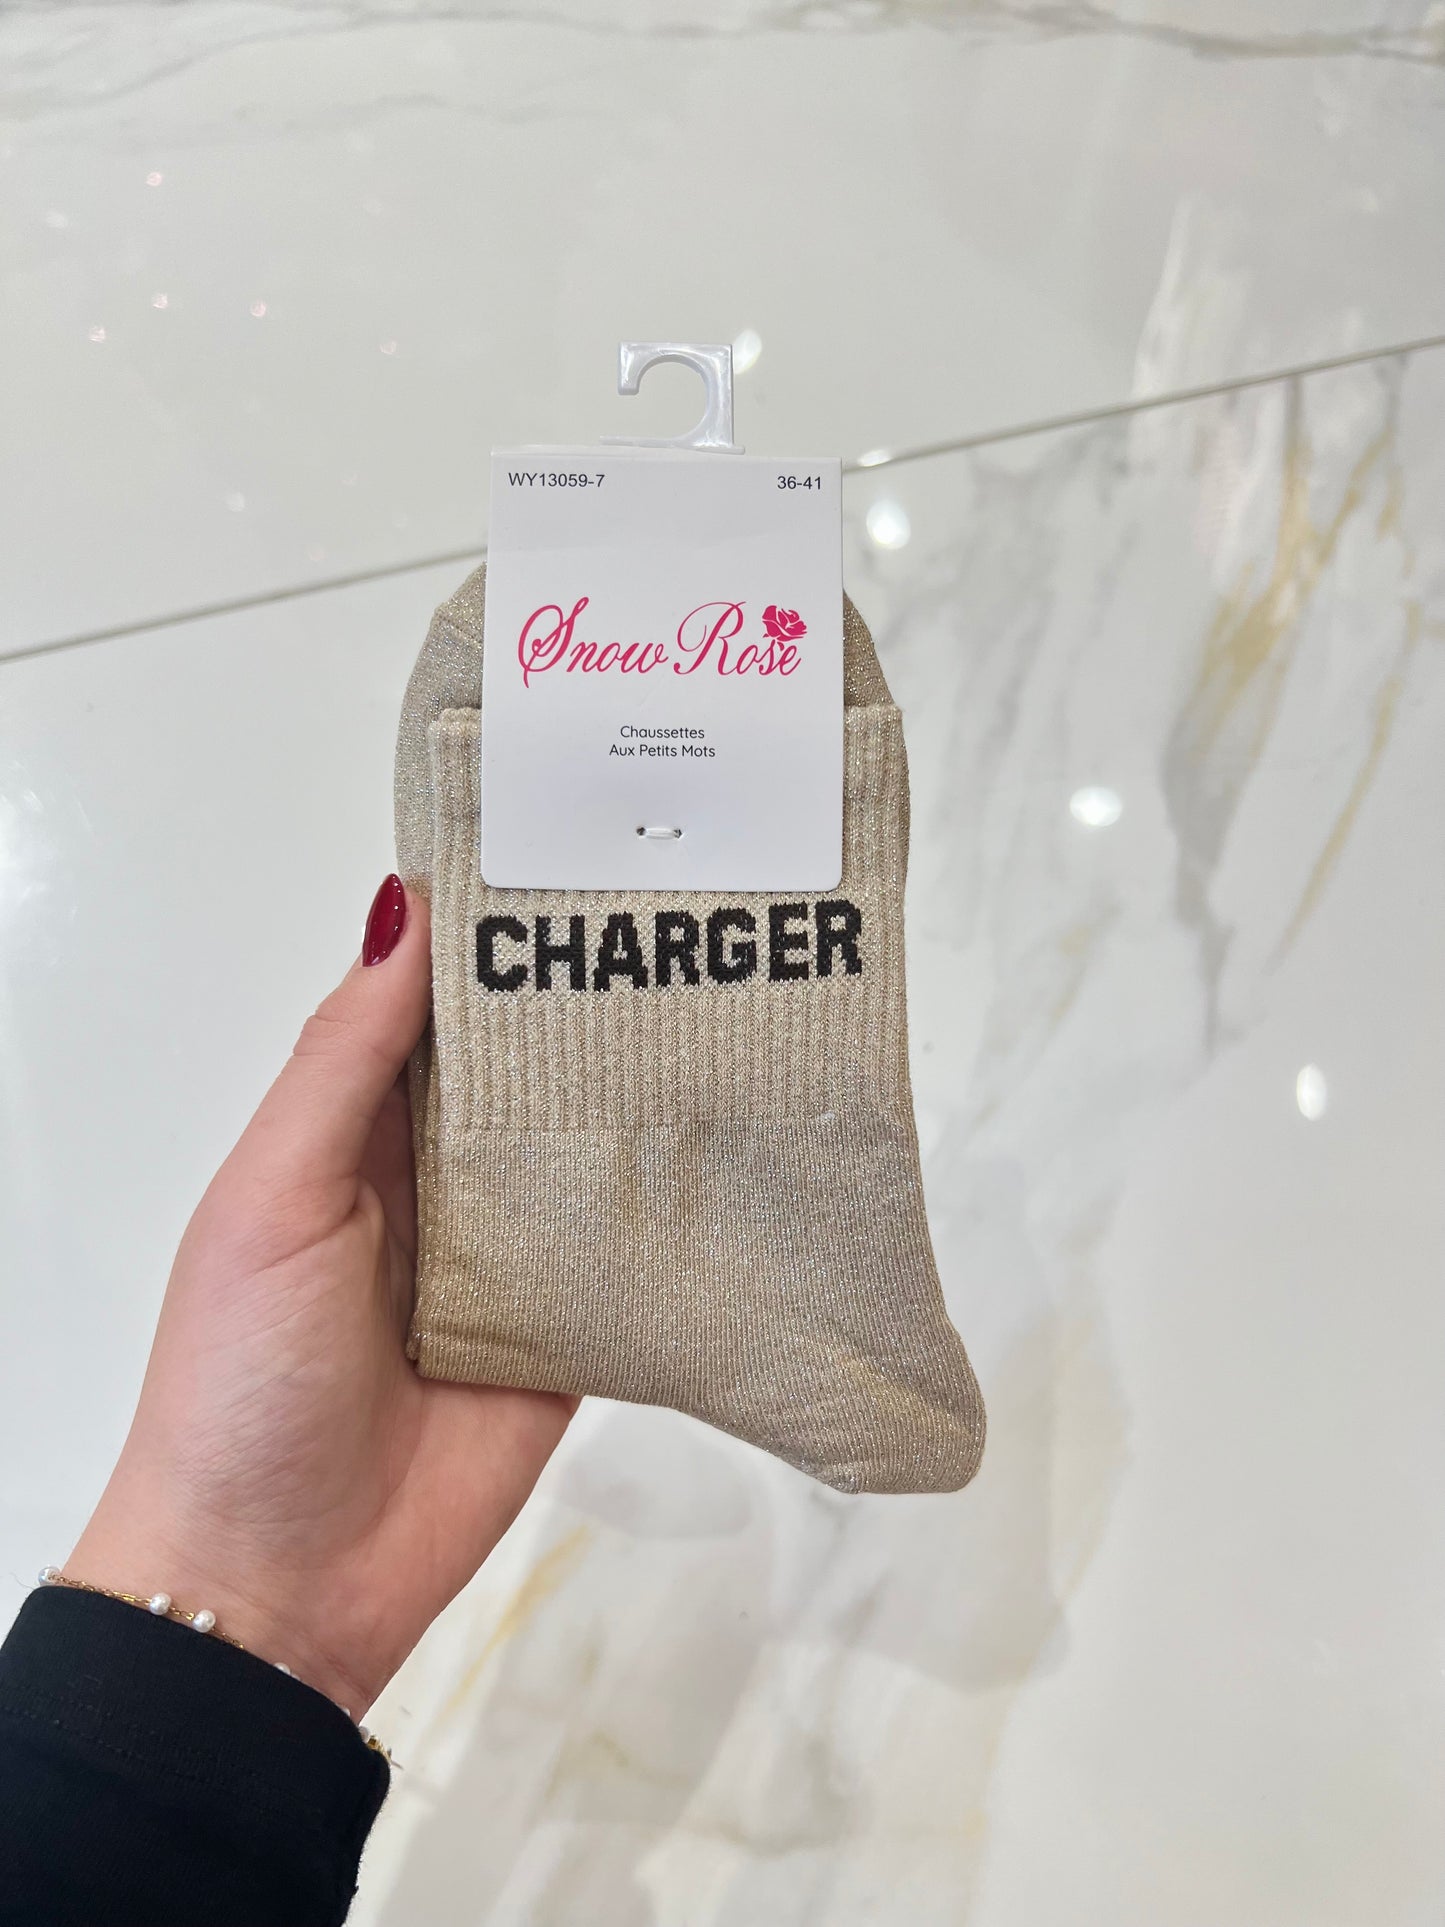 WY13059-7 36-41
Snow Rose
Chaussettes
Aux Petits Mots
CHARGER